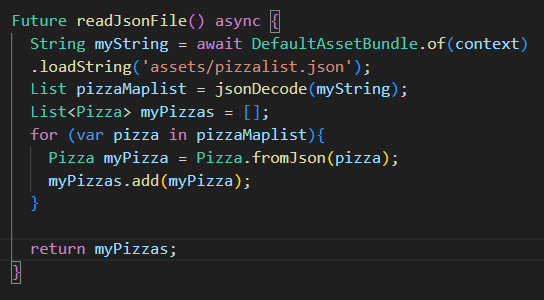 Future readJsonFile() async {
String myString = await DefaultAssetBundle.of(context)
.loadString('assets/pizzalist.json');
List pizzaMaplist = jsonDecode(myString);
List<Pizza> myPizzas = [];
for (var pizza in pizzaMaplist){
Pizza myPizza = Pizza.fromJson(pizza);
myPizzas.add(myPizza);
}
return myPizzas;
}